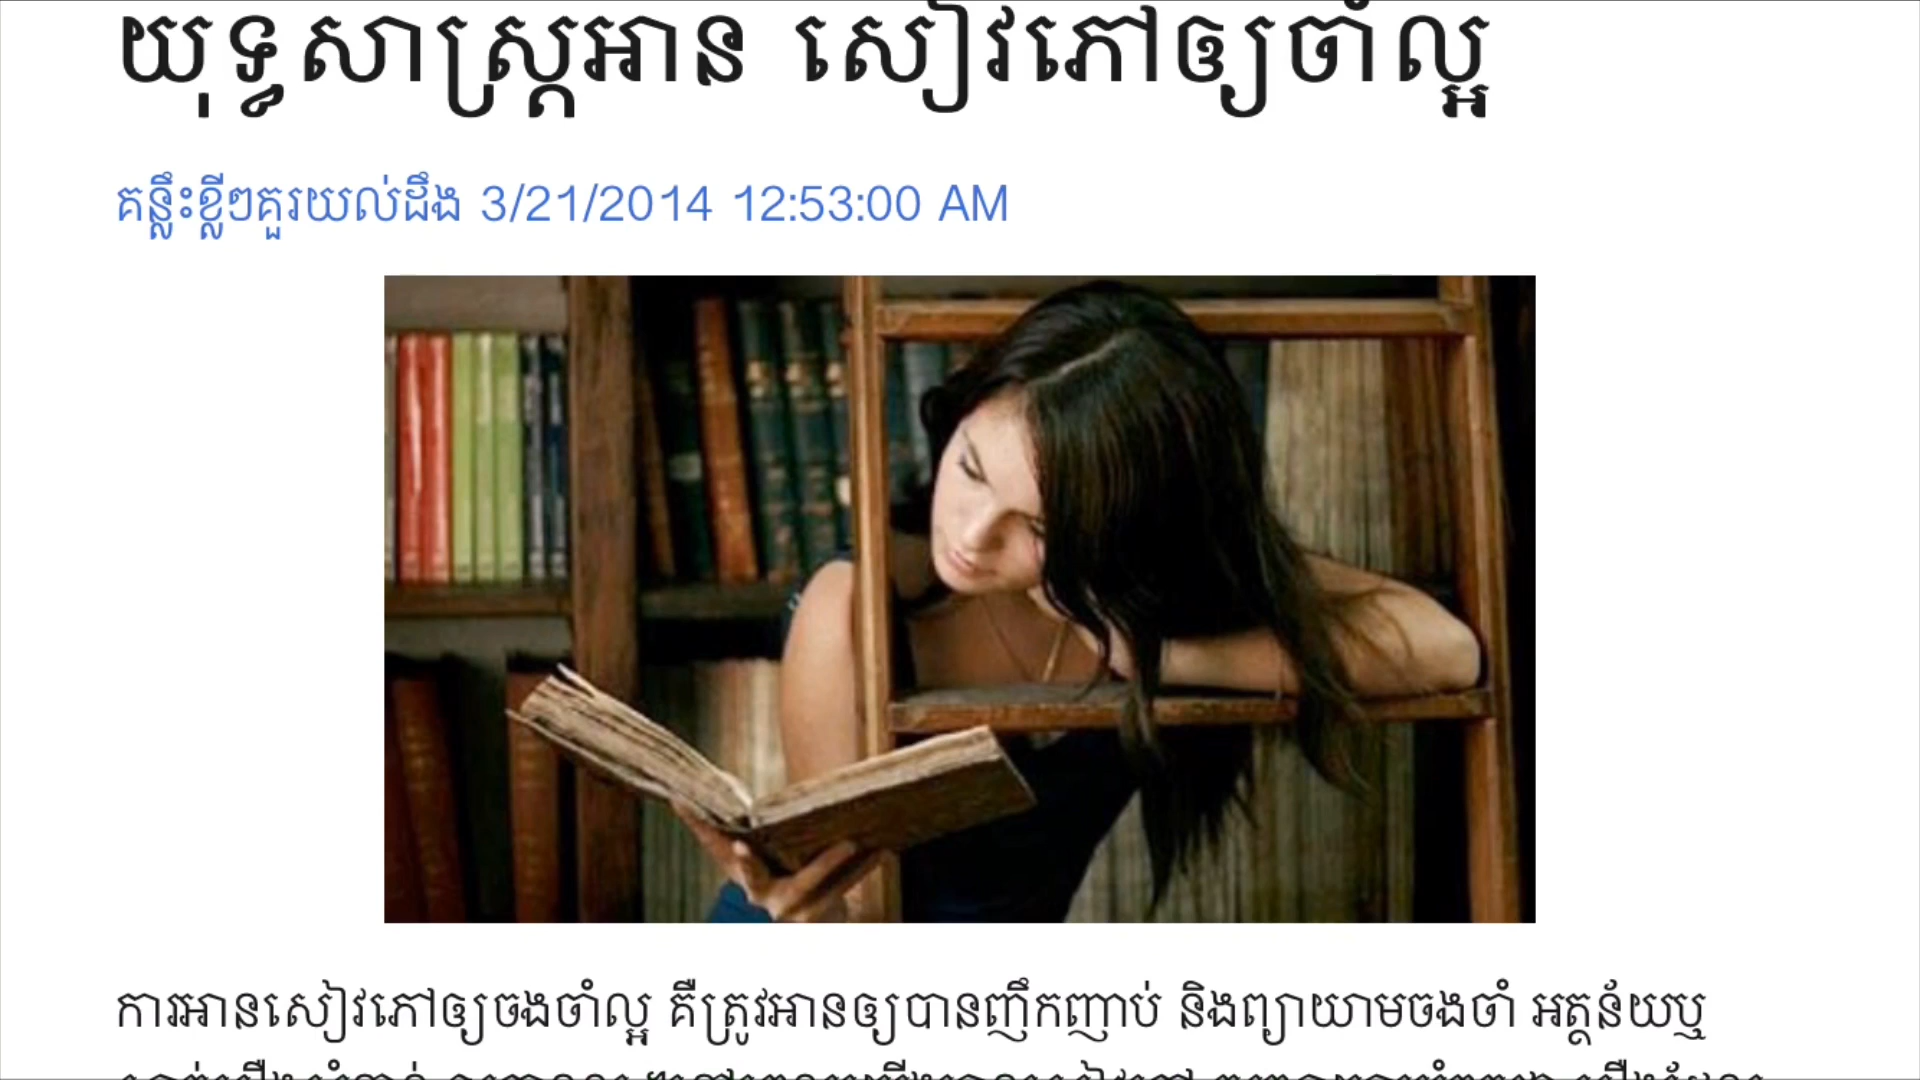 យុទ្ធសាស្ត្រអាន សៀវភៅឲ្យចាំល្អ
គន្លឹះខ្លីៗគួរយល់ដឹង 3/21/2014 12:53:00 AM
ការអានសៀវភៅឲ្យចងចាំល្អ គឺត្រូវអានឲ្យបានញឹកញាប់ និងព្យាយាមចងចាំ អត្ថន័យឬ